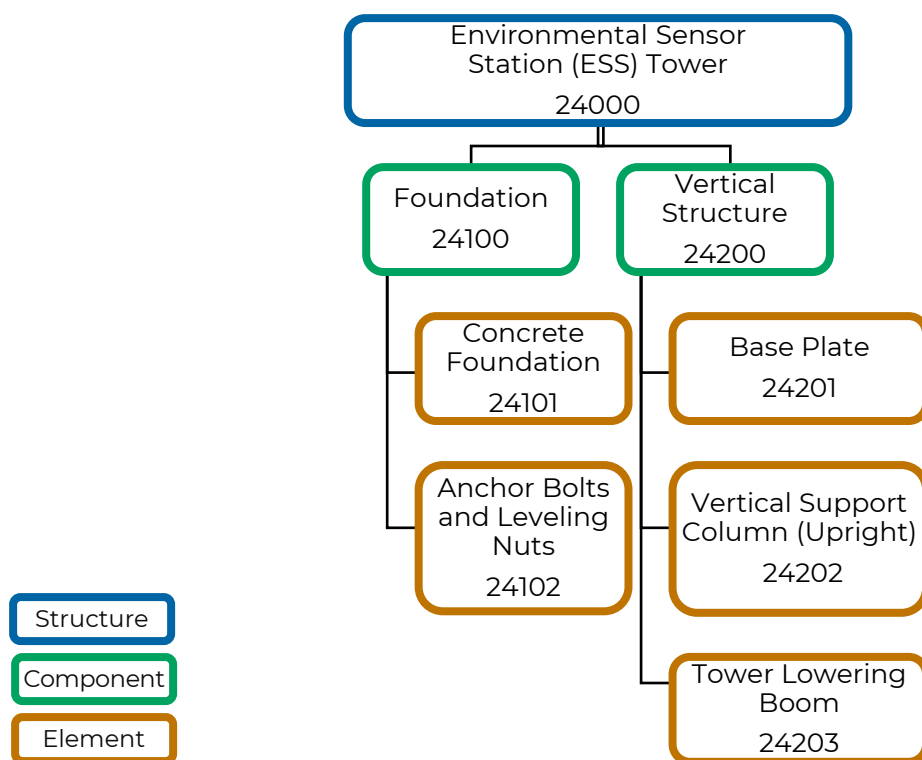 Environmental Sensor
Station (ESS) Tower
24000
Foundation
24100
Vertical
Structure
24200
Concrete
Foundation
24101
Base Plate
24201
Anchor Bolts
and Leveling
Nuts
24102
Vertical Support
Column (Upright)
24202
Tower Lowering
Boom
24203
Structure
Component
Element